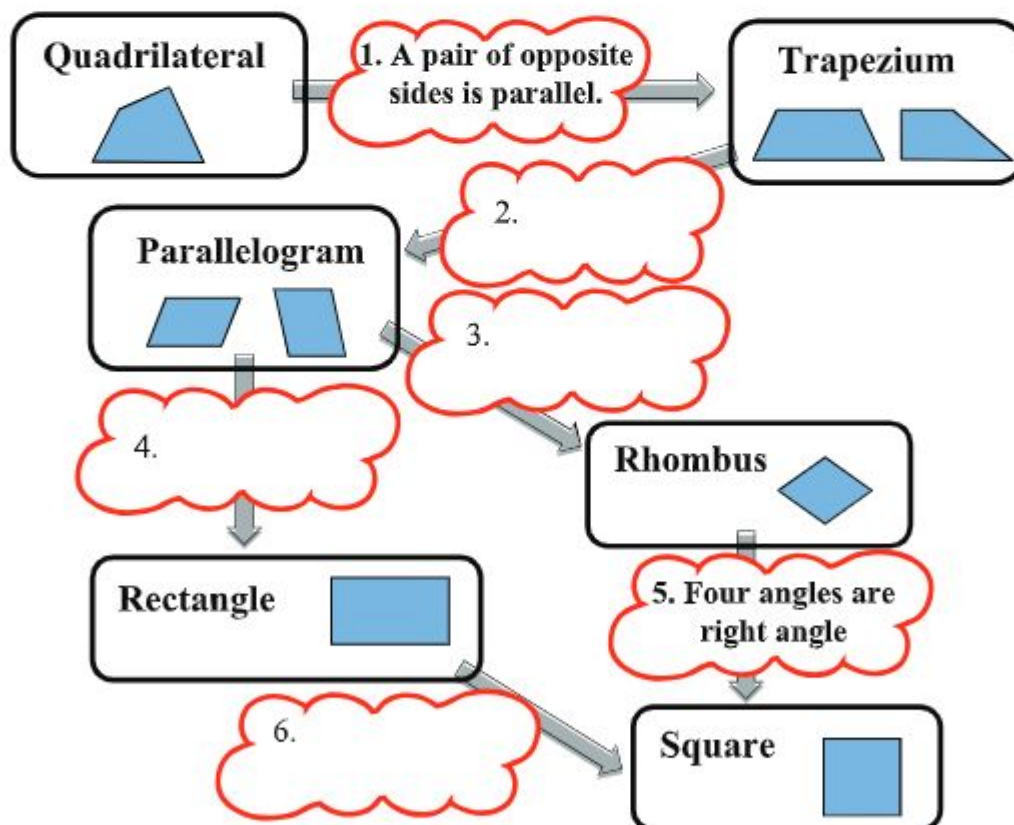 Quadrilateral
1. A pair of opposite
sides is parallel.
Trapezium
2.
Parallelogram
3.
4.
Rhombus
Rectangle
5. Four angles are
right angle
6.
Square